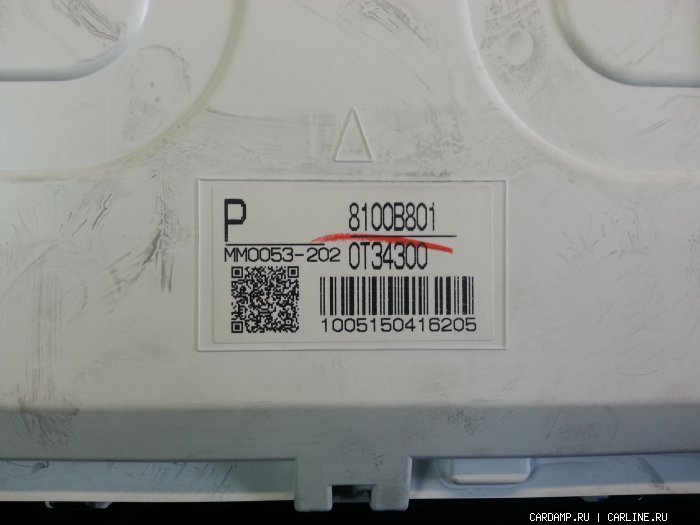 P
8100B801
MM0053-202
0T34300
1005150416205
CARDAMP.RU | CARLINE.RU